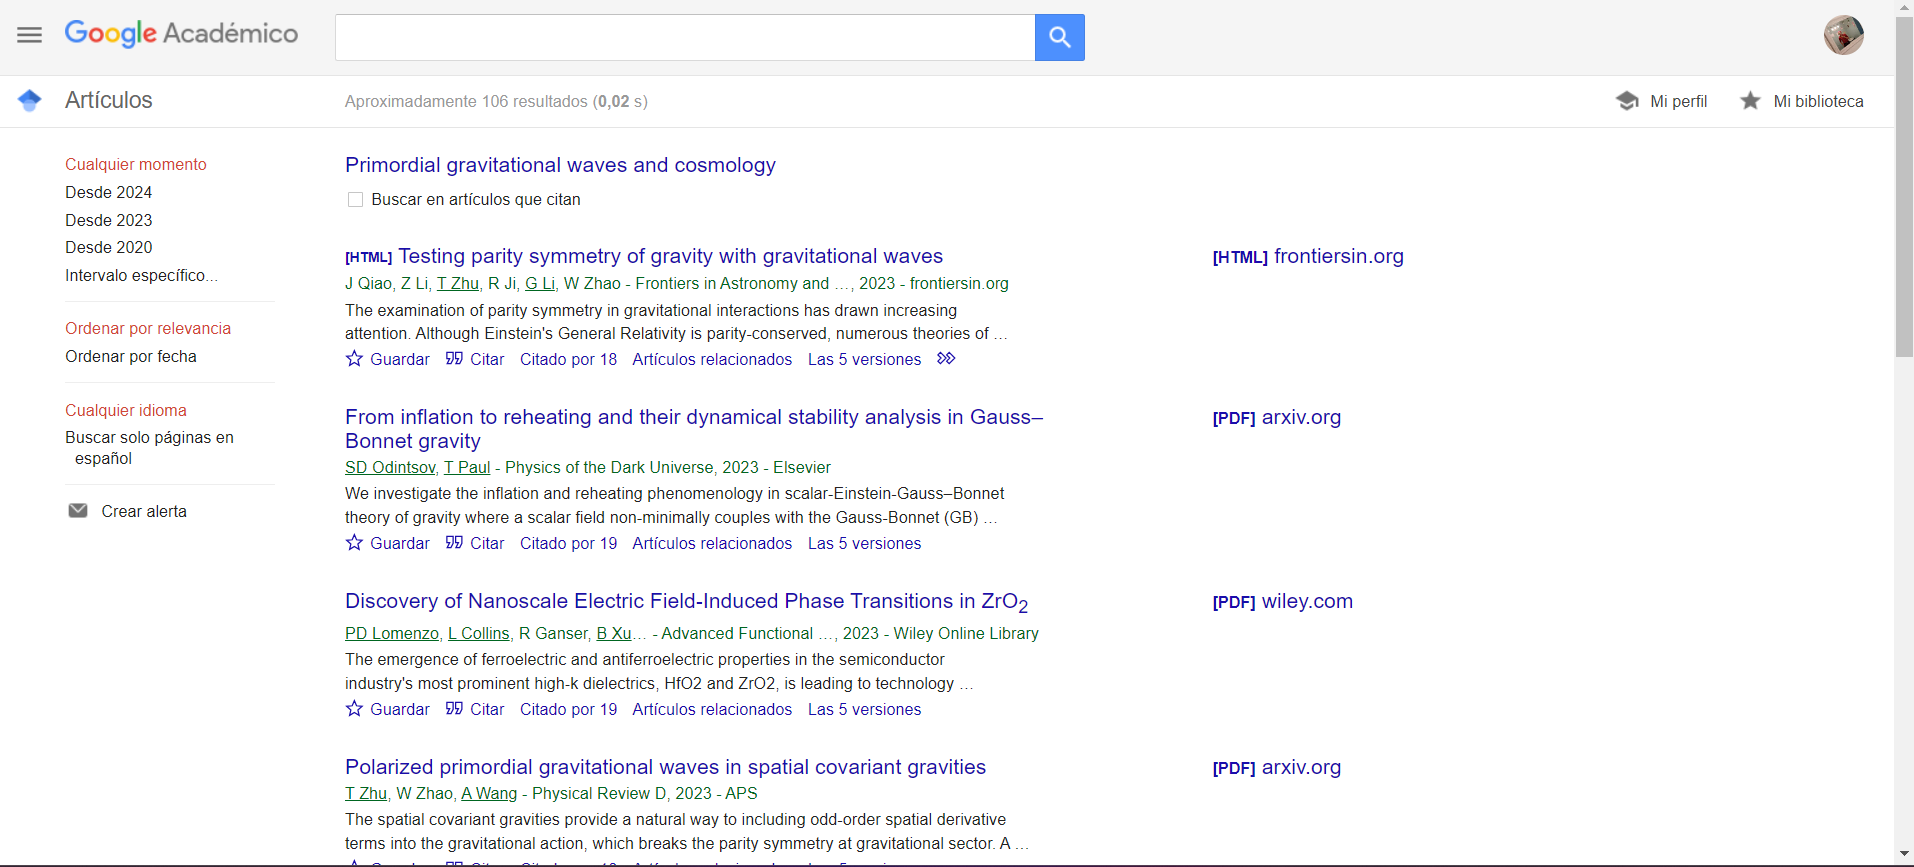 Google Académico
Artículos
Aproximadamente 106 resultados (0,02 s)
Mi perfil
Mi biblioteca
Cualquier momento
Desde 2024
Desde 2023
Desde 2020
Intervalo específico...
Ordenar por relevancia
Ordenar por fecha
Cualquier idioma
Buscar solo páginas en
español
Crear alerta
Primordial gravitational waves and cosmology
Buscar en artículos que citan
[HTML] Testing parity symmetry of gravity with gravitational waves
[HTML] frontiersin.org
J Qiao, Z Li, T Zhu, R Ji, G Li, W Zhao - Frontiers in Astronomy and …, 2023 - frontiersin.org
The examination of parity symmetry in gravitational interactions has drawn increasing
attention. Although Einstein's General Relativity is parity-conserved, numerous theories of …
Guardar Citar Citado por 18 Artículos relacionados Las 5 versiones
From inflation to reheating and their dynamical stability analysis in Gauss–
Bonnet gravity
[PDF] arxiv.org
SD Odintsov, T Paul - Physics of the Dark Universe, 2023 - Elsevier
We investigate the inflation and reheating phenomenology in scalar-Einstein-Gauss–Bonnet
theory of gravity where a scalar field non-minimally couples with the Gauss-Bonnet (GB) …
Guardar Citar Citado por 19 Artículos relacionados Las 5 versiones
Discovery of Nanoscale Electric Field-Induced Phase Transitions in ZrO2
[PDF] wiley.com
PD Lomenzo, L Collins, R Ganser, B Xu… - Advanced Functional …, 2023 - Wiley Online Library
The emergence of ferroelectric and antiferroelectric properties in the semiconductor
industry's most prominent high-k dielectrics, HfO2 and ZrO2, is leading to technology …
Guardar Citar Citado por 19 Artículos relacionados Las 5 versiones
Polarized primordial gravitational waves in spatial covariant gravities
[PDF] arxiv.org
T Zhu, W Zhao, A Wang - Physical Review D, 2023 - APS
The spatial covariant gravities provide a natural way to including odd-order spatial derivative
terms into the gravitational action, which breaks the parity symmetry at gravitational sector. A …